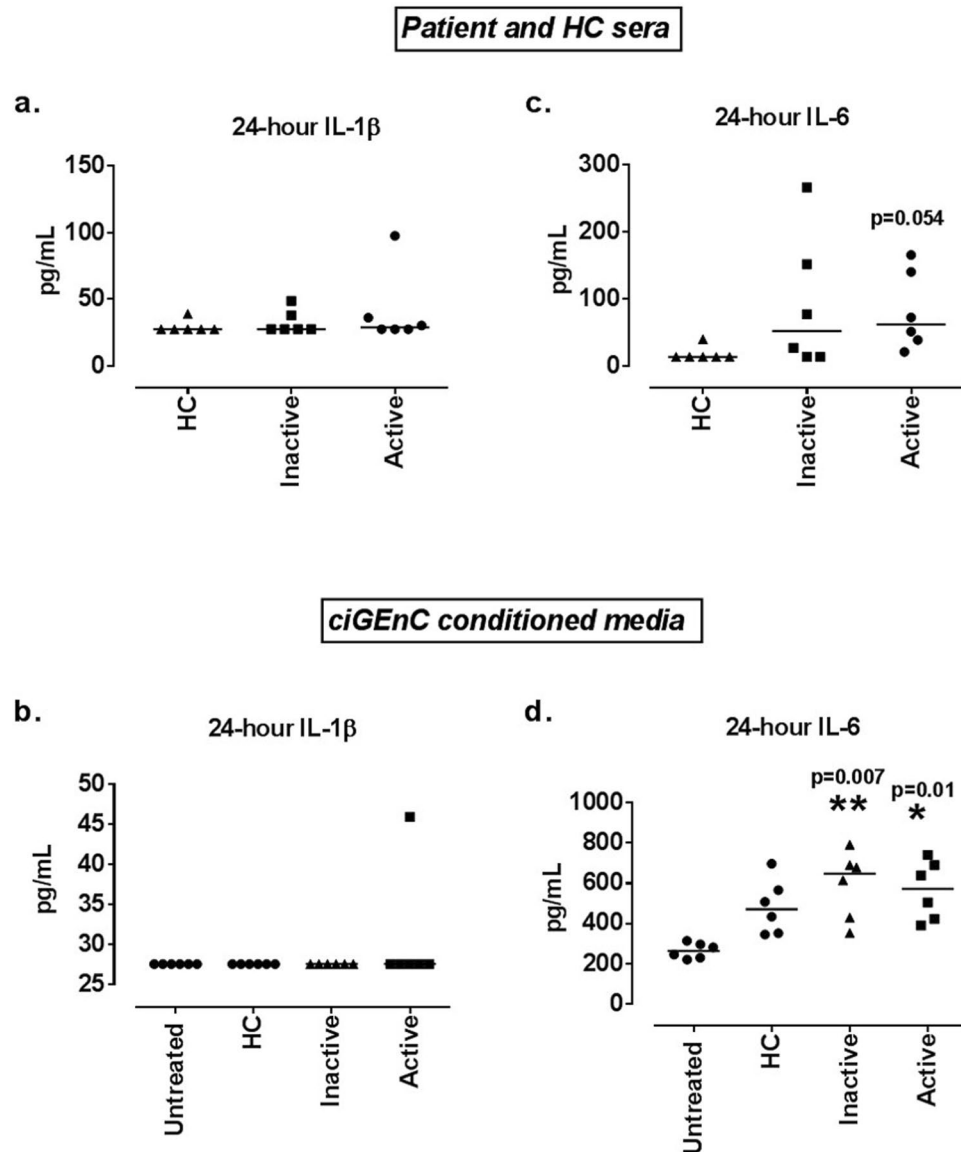 Patient and HC sera
a.
24-hour IL-1β
150
100
50
0
pg/mL
HC
Inactive
Active
c.
24-hour IL-6
300
200
100
0
pg/mL
p=0.054
HC
Inactive
Active
ciGEnC conditioned media
b.
24-hour IL-1β
50
45
40
35
30
25
pg/mL
Untreated
HC
Inactive
Active
d.
24-hour IL-6
1000
800
600
400
200
0
pg/mL
p=0.007
**
p=0.01
*
Untreated
HC
Inactive
Active